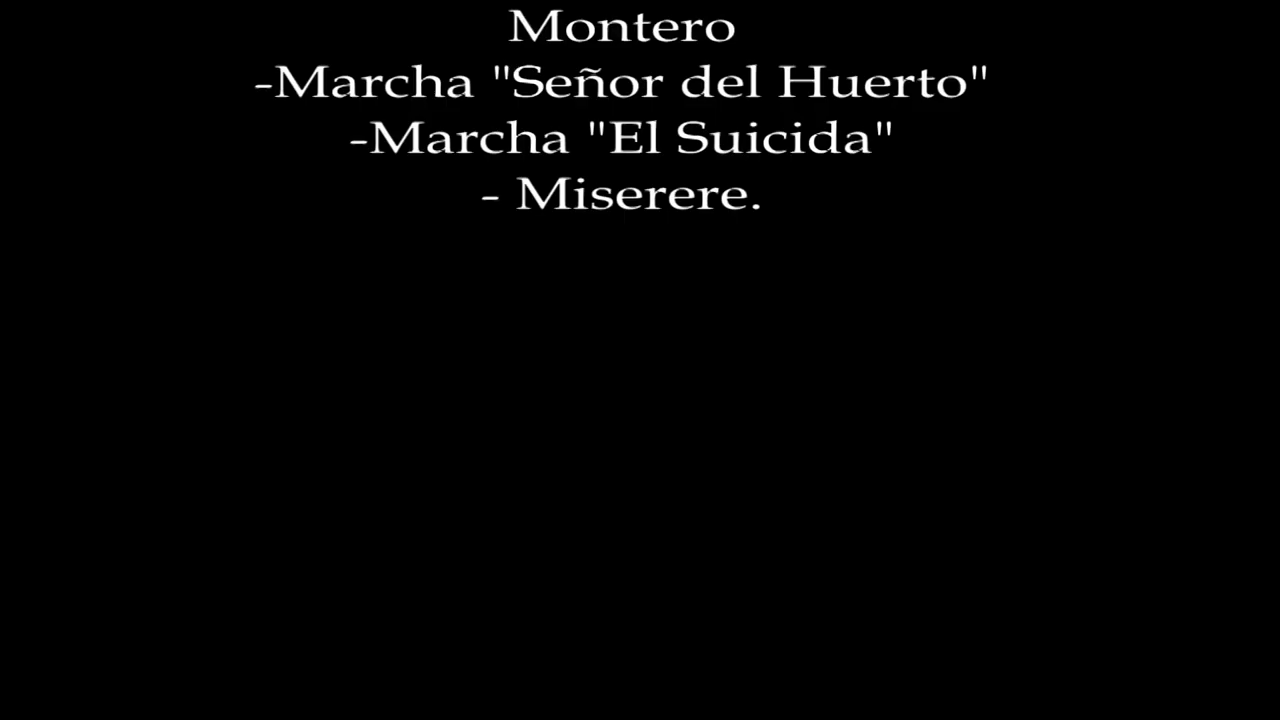 Montero
-Marcha "Señor del Huerto"
-Marcha "El Suicida"
- Miserere.